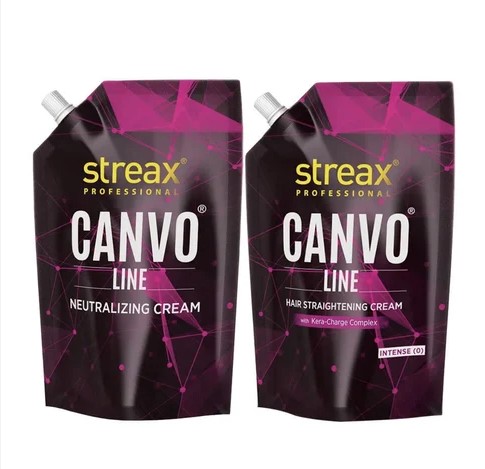 streax®
PROFESSIONAL
CANVO®
LINE
NEUTRALIZING CREAM
streax®
PROFESSIONAL
CANVO®
LINE
HAIR STRAIGHTENING CREAM
with Kera-Charge Complex
INTENSE (0)